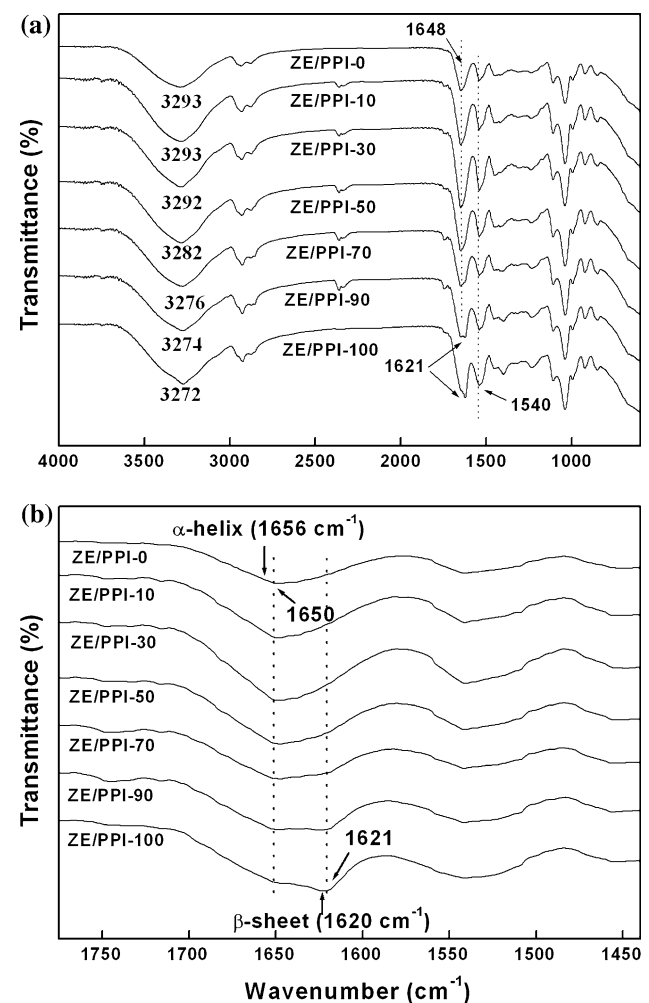 (a)
1648
ZE/PPI-0
3293
ZE/PPI-10
3293
ZE/PPI-30
3292
ZE/PPI-50
3282
ZE/PPI-70
3276
ZE/PPI-90
3274
ZE/PPI-100
3272
1621
1540
Transmittance (%)
4000 3500 3000 2500 2000 1500 1000
(b)
α-helix (1656 cm⁻¹)
ZE/PPI-0
ZE/PPI-10
1650
ZE/PPI-30
ZE/PPI-50
ZE/PPI-70
ZE/PPI-90
ZE/PPI-100
1621
β-sheet (1620 cm⁻¹)
Transmittance (%)
1750 1700 1650 1600 1550 1500 1450
Wavenumber (cm⁻¹)